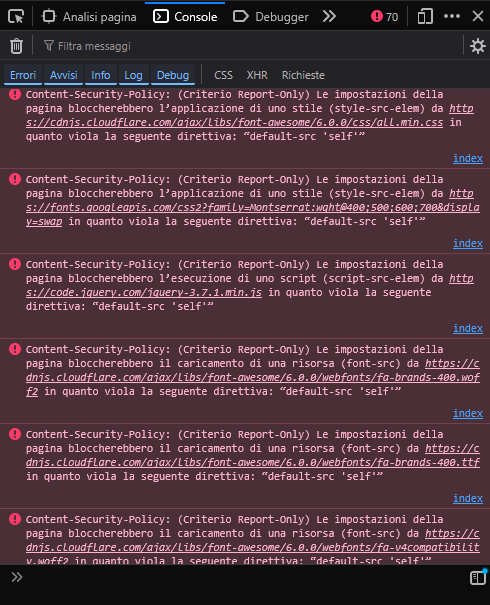 Analisi pagina Console Debugger 70
Filtra messaggi
Errori Avvisi Info Log Debug CSS XHR Richieste
Content-Security-Policy: (Criterio Report-Only) Le impostazioni della
pagina bloccherebbero l’applicazione di uno stile (style-src-elem) da http
s://cdnjs.cloudflare.com/ajax/libs/font-awesome/6.0.0/css/all.min.css in
quanto viola la seguente direttiva: “default-src 'self'”
index
Content-Security-Policy: (Criterio Report-Only) Le impostazioni della
pagina bloccherebbero l’applicazione di uno stile (style-src-elem) da http
s://fonts.googleapis.com/css2?family=Montserrat:wght@400;500;600;700&displ
ay=swap in quanto viola la seguente direttiva: “default-src 'self'”
index
Content-Security-Policy: (Criterio Report-Only) Le impostazioni della
pagina bloccherebbero l’esecuzione di uno script (script-src-elem) da http
s://code.jquery.com/jquery-3.7.1.min.js in quanto viola la seguente
direttiva: “default-src 'self'”
index
Content-Security-Policy: (Criterio Report-Only) Le impostazioni della
pagina bloccherebbero il caricamento di una risorsa (font-src) da https://c
dnjs.cloudflare.com/ajax/libs/font-awesome/6.0.0/webfonts/fa-brands-400.wof
f2 in quanto viola la seguente direttiva: “default-src 'self'”
index
Content-Security-Policy: (Criterio Report-Only) Le impostazioni della
pagina bloccherebbero il caricamento di una risorsa (font-src) da https://c
dnjs.cloudflare.com/ajax/libs/font-awesome/6.0.0/webfonts/fa-brands-400.ttf
in quanto viola la seguente direttiva: “default-src 'self'”
index
Content-Security-Policy: (Criterio Report-Only) Le impostazioni della
pagina bloccherebbero il caricamento di una risorsa (font-src) da https://c
dnjs.cloudflare.com/ajax/libs/font-awesome/6.0.0/webfonts/fa-v4compatibilit
y.woff2 in quanto viola la seguente direttiva: “default-src 'self'”